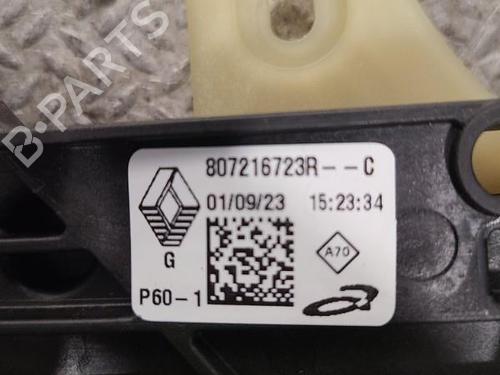 B-PARTS
807216723R--C
01/09/23 15:23:34
A70
G
P60-1